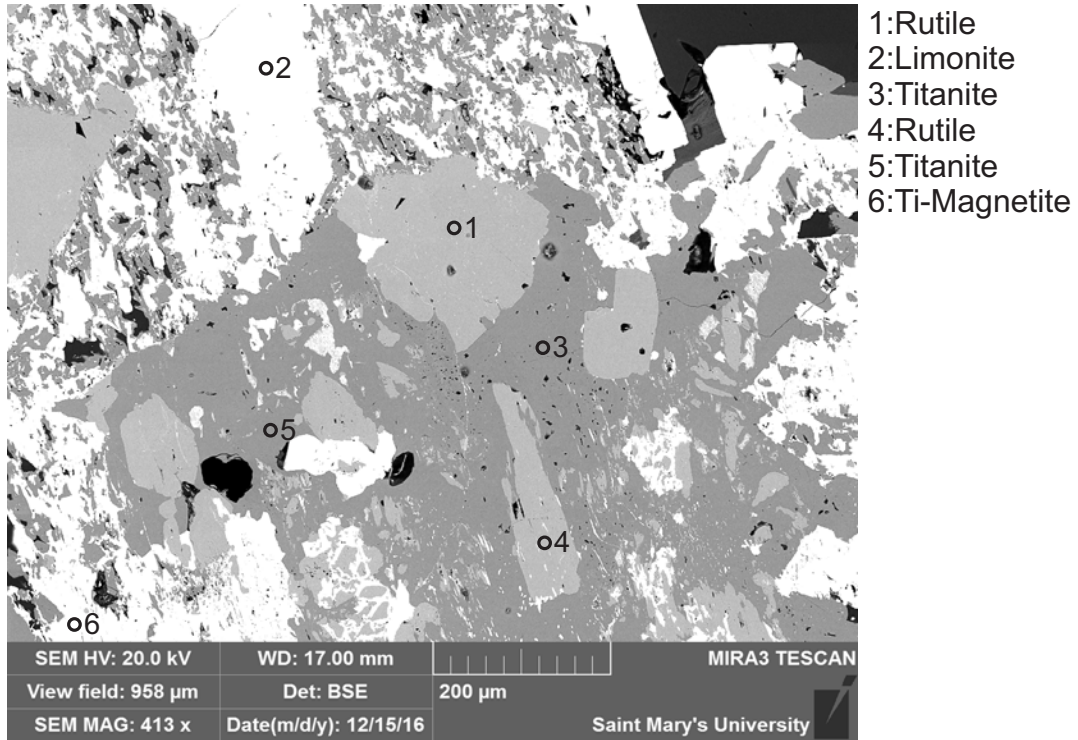 1:Rutile
2:Limonite
3:Titanite
4:Rutile
5:Titanite
6:Ti-Magnetite
2
1
3
5
4
6
SEM HV: 20.0 kV
WD: 17.00 mm
MIRA3 TESCAN
View field: 958 µm
Det: BSE
200 µm
SEM MAG: 413 x
Date(m/d/y): 12/15/16
Saint Mary's University